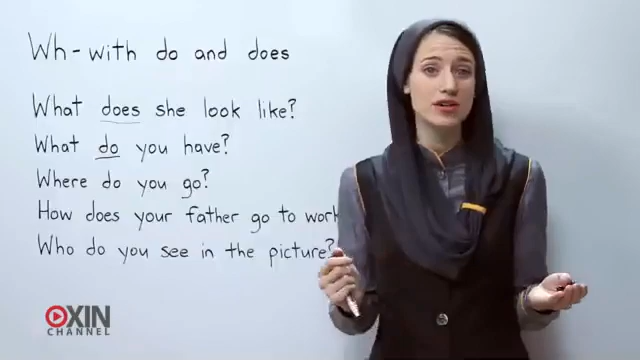 Wh- with do and does
What does she look like?
What do you have?
Where do you go?
How does your father go to work
Who do you see in the picture?
OXIN
CHANNEL